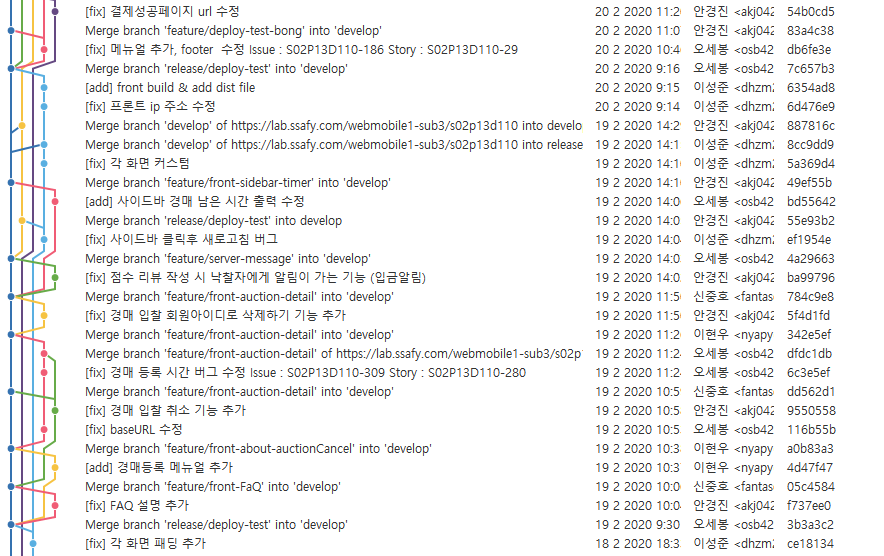 [fix] 결제성공페이지 url 수정 20 2 2020 11:2 안경진 <akj042 54b0cd5
Merge branch 'feature/deploy-test-bong' into 'develop' 20 2 2020 11:0 안경진 <akj042 83a4c38
[fix] 메뉴얼 추가, footer 수정 Issue : S02P13D110-186 Story : S02P13D110-29 20 2 2020 10:4 오세봉 <osb42 db6fe3e
Merge branch 'release/deploy-test' into 'develop' 20 2 2020 9:16 오세봉 <osb42 7c657b3
[add] front build & add dist file 20 2 2020 9:15 이성준 <dhzm 6354ad8
[fix] 프론트 ip 주소 수정 20 2 2020 9:14 이성준 <dhzm 6d476e9
Merge branch 'develop' of https://lab.ssafy.com/webmobile1-sub3/s02p13d110 into develo 19 2 2020 14:2 안경진 <akj042 887816c
Merge branch 'develop' of https://lab.ssafy.com/webmobile1-sub3/s02p13d110 into release 19 2 2020 14:1 이성준 <dhzm 8cc9dd9
[fix] 각 화면 커스텀 19 2 2020 14:1 이성준 <dhzm 5a369d4
Merge branch 'feature/front-sidebar-timer' into 'develop' 19 2 2020 14:1 안경진 <akj042 49ef55b
[add] 사이드바 경매 남은 시간 출력 수정 19 2 2020 14:0 오세봉 <osb42 bd55642
Merge branch 'release/deploy-test' into develop 19 2 2020 14:0 안경진 <akj042 55e93b2
[fix] 사이드바 클릭후 새로고침 버그 19 2 2020 14:0 이성준 <dhzm ef1954e
Merge branch 'feature/server-message' into 'develop' 19 2 2020 14:0 오세봉 <osb42 4a29663
[fix] 점수 리뷰 작성 시 낙찰자에게 알림이 가는 기능 (입금알림) 19 2 2020 14:0 안경진 <akj042 ba99796
Merge branch 'feature/front-auction-detail' into 'develop' 19 2 2020 11:5 신중호 <fantas 784c9e8
[fix] 경매 입찰 회원아이디로 삭제하기 기능 추가 19 2 2020 11:5 안경진 <akj042 5f4d1fd
Merge branch 'feature/front-auction-detail' into 'develop' 19 2 2020 11:2 이현우 <nyapy 342e5ef
Merge branch 'feature/front-auction-detail' of https://lab.ssafy.com/webmobile1-sub3/s02p 19 2 2020 11:2 오세봉 <osb42 dfdc1db
[fix] 경매 등록 시간 버그 수정 Issue : S02P13D110-309 Story : S02P13D110-280 19 2 2020 11:2 오세봉 <osb42 6c3e5ef
Merge branch 'feature/front-auction-detail' into 'develop' 19 2 2020 10:5 신중호 <fantas dd562d1
[fix] 경매 입찰 취소 기능 추가 19 2 2020 10:5 안경진 <akj042 9550558
[fix] baseURL 수정 19 2 2020 10:5 오세봉 <osb42 116b55b
Merge branch 'feature/front-about-auctionCancel' into 'develop' 19 2 2020 10:3 이현우 <nyapy a0b83a3
[add] 경매등록 메뉴얼 추가 19 2 2020 10:3 이현우 <nyapy 4d47f47
Merge branch 'feature/front-FaQ' into 'develop' 19 2 2020 10:0 신중호 <fantas 05c4584
[fix] FAQ 설명 추가 19 2 2020 10:0 안경진 <akj042 f737ee0
Merge branch 'release/deploy-test' into 'develop' 19 2 2020 9:30 오세봉 <osb42 3b3a3c2
[fix] 각 화면 패딩 추가 18 2 2020 18:3 이성준 <dhzm ce18134